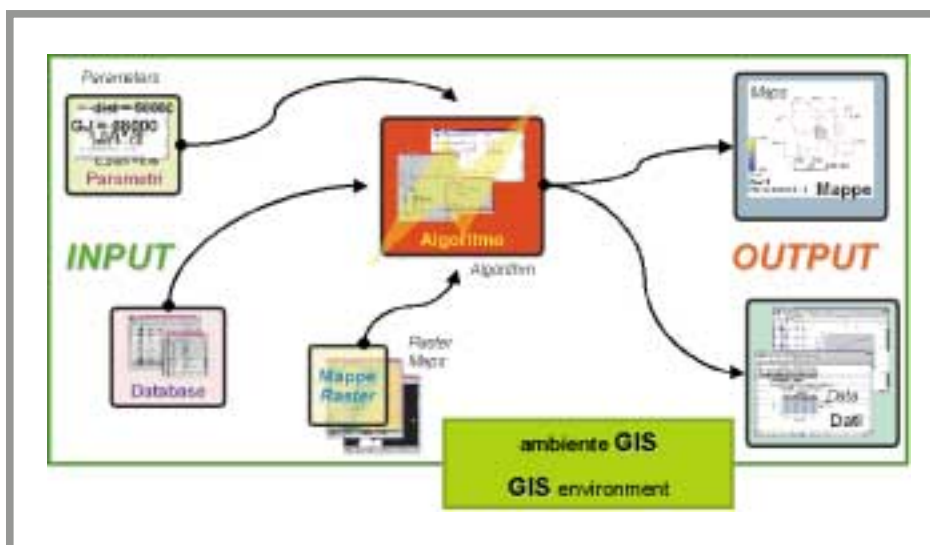 Parameters
Parametri
INPUT
Database
Algoritmo
Algorithm
Raster
Maps
Mappe
Raster
Maps
Mappe
OUTPUT
Data
Dati
ambiente GIS
GIS environment